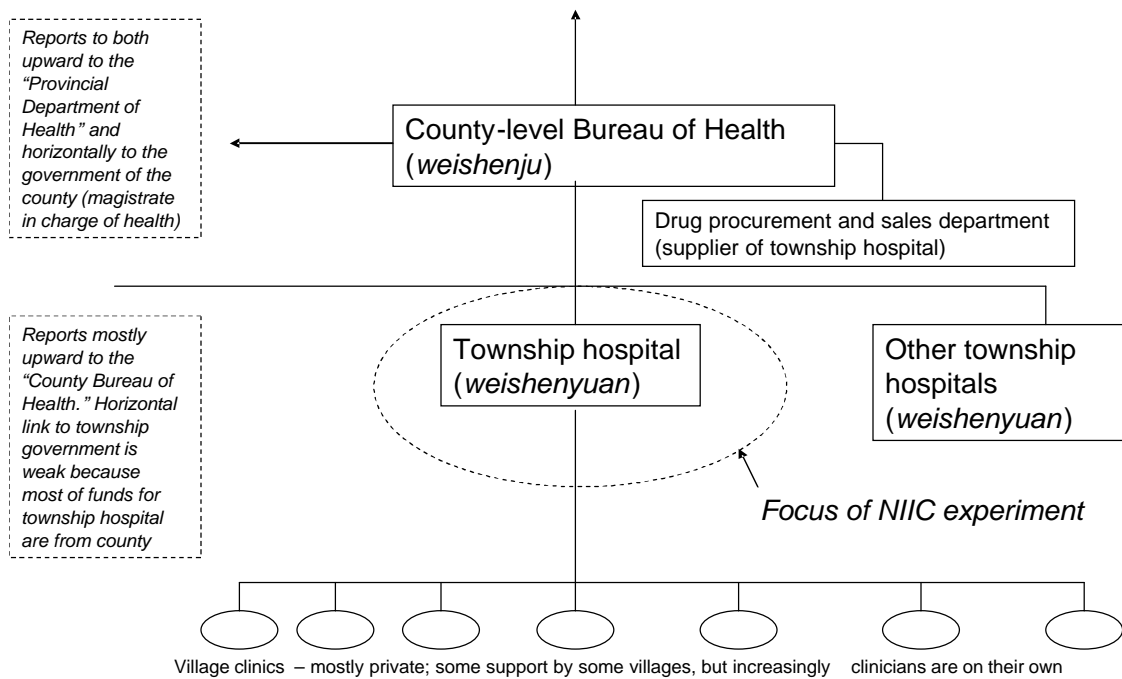 Reports to both
upward to the
“Provincial
Department of
Health” and
horizontally to the
government of the
county (magistrate
in charge of health)
County-level Bureau of Health
(weishenju)
Drug procurement and sales department
(supplier of township hospital)
Reports mostly
upward to the
“County Bureau of
Health.” Horizontal
link to township
government is
weak because
most of funds for
township hospital
are from county
Township hospital
(weishenyuan)
Other township
hospitals
(weishenyuan)
Focus of NIIC experiment
Village clinics – mostly private; some support by some villages, but increasingly clinicians are on their own